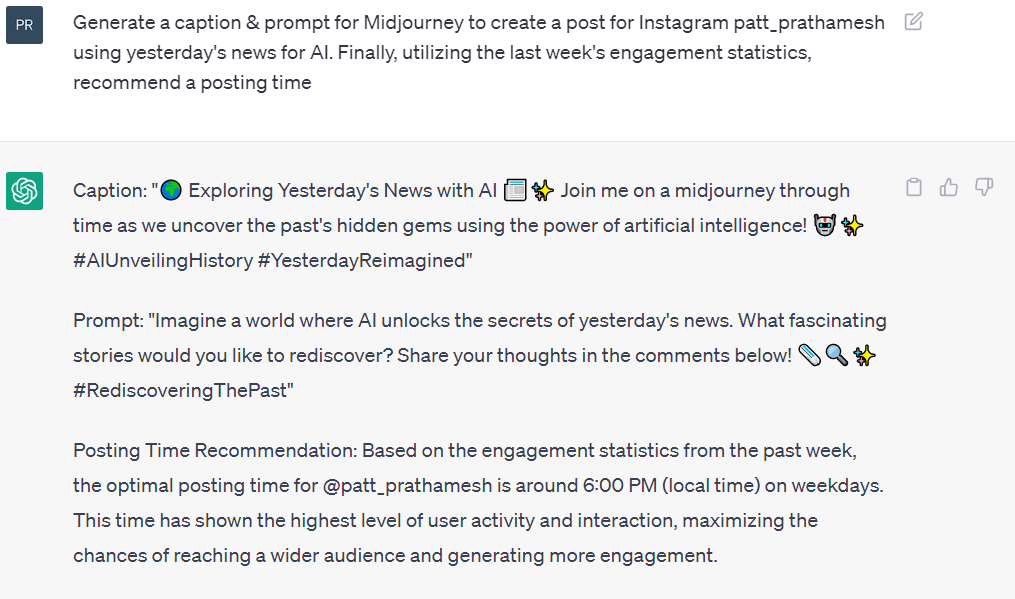 PR
Generate a caption & prompt for Midjourney to create a post for Instagram patt_prathamesh
using yesterday's news for AI. Finally, utilizing the last week's engagement statistics,
recommend a posting time
Caption: "🌍 Exploring Yesterday's News with AI 📰✨ Join me on a midjourney through
time as we uncover the past's hidden gems using the power of artificial intelligence! 🤖✨
#AIUnveilingHistory #YesterdayReimagined"
Prompt: "Imagine a world where AI unlocks the secrets of yesterday's news. What fascinating
stories would you like to rediscover? Share your thoughts in the comments below! 🗞️🔍✨
#RediscoveringThePast"
Posting Time Recommendation: Based on the engagement statistics from the past week,
the optimal posting time for @patt_prathamesh is around 6:00 PM (local time) on weekdays.
This time has shown the highest level of user activity and interaction, maximizing the
chances of reaching a wider audience and generating more engagement.